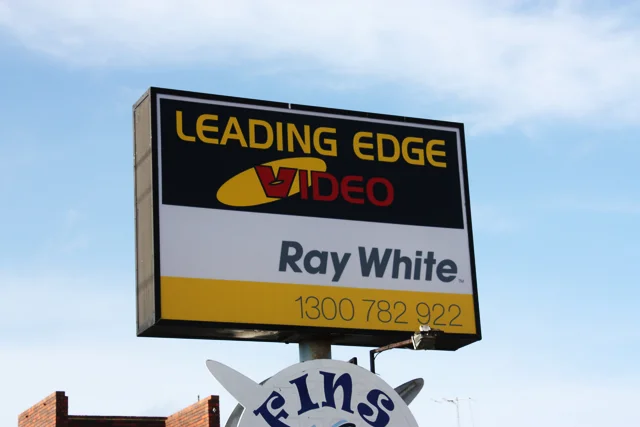 LEADING EDGE
VIDEO
Ray White
1300 782 922
FINS